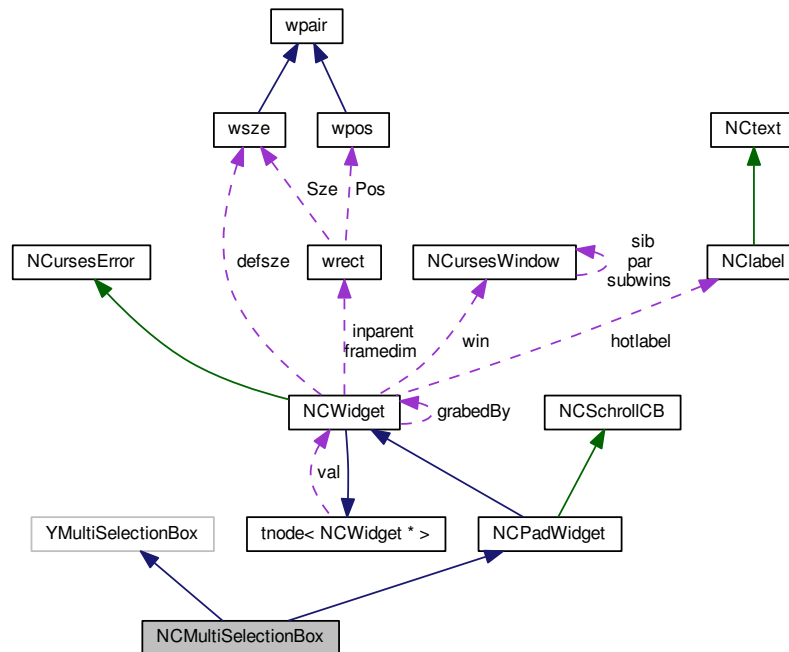 wpair
wsze
wpos
NCtext
Sze
Pos
NCursesError
defsze
wrect
NCursesWindow
sib
par
subwins
NClabel
inparent
framedim
win
hotlabel
NCWidget
grabedBy
NCSchrollCB
val
YMultiSelectionBox
tnode< NCWidget * >
NCPadWidget
NCMultiSelectionBox